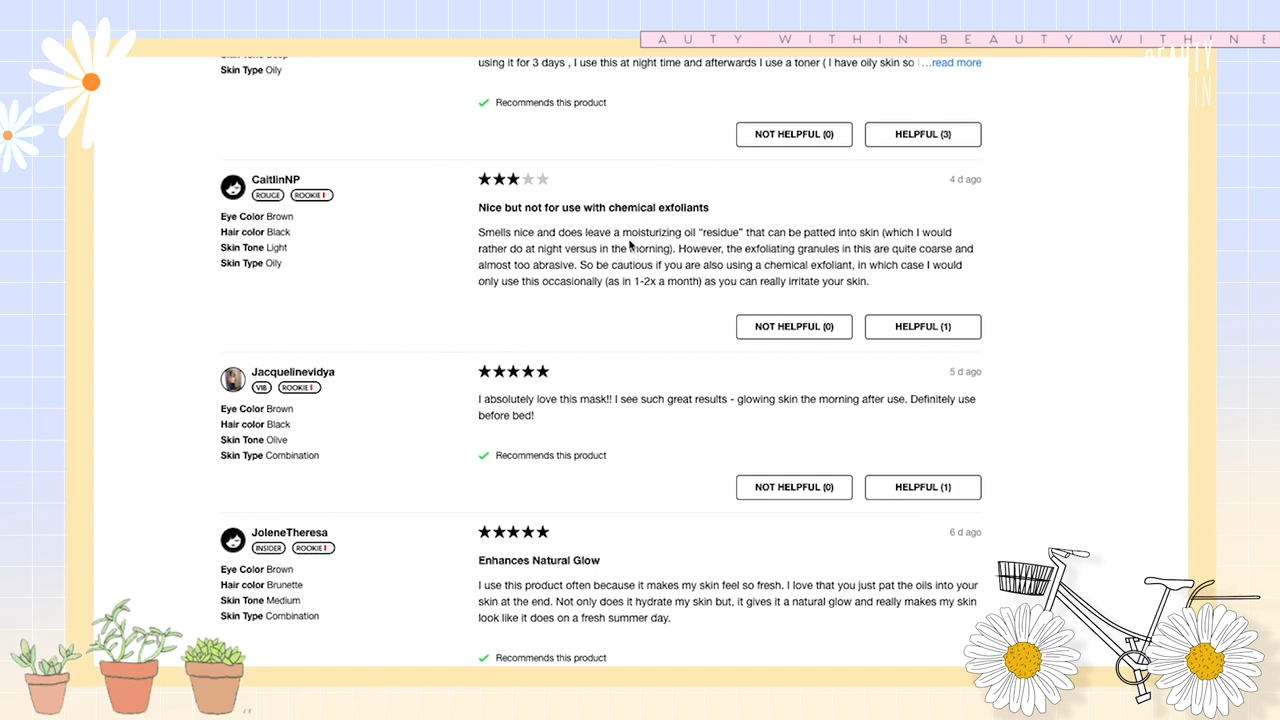 AUTY WITHIN BEAUTY WITHIN E
BEAUTY
IN
Skin Type Oily
using it for 3 days , I use this at night time and afterwards I use a toner ( I have oily skin so ...read more
Recommends this product
NOT HELPFUL (0) HELPFUL (3)
CaitlinNP
ROUGE ROOKIE
Eye Color Brown
Hair color Black
Skin Tone Light
Skin Type Oily
4 d ago
Nice but not for use with chemical exfoliants
Smells nice and does leave a moisturizing oil “residue” that can be patted into skin (which I would
rather do at night versus in the morning). However, the exfoliating granules in this are quite coarse and
almost too abrasive. So be cautious if you are also using a chemical exfoliant, in which case I would
only use this occasionally (as in 1-2x a month) as you can really irritate your skin.
NOT HELPFUL (0) HELPFUL (1)
Jacquelinevidya
VIB ROOKIE
Eye Color Brown
Hair color Black
Skin Tone Olive
Skin Type Combination
5 d ago
I absolutely love this mask!! I see such great results - glowing skin the morning after use. Definitely use
before bed!
Recommends this product
NOT HELPFUL (0) HELPFUL (1)
JoleneTheresa
INSIDER ROOKIE
Eye Color Brown
Hair color Brunette
Skin Tone Medium
Skin Type Combination
6 d ago
Enhances Natural Glow
I use this product often because it makes my skin feel so fresh. I love that you just pat the oils into your
skin at the end. Not only does it hydrate my skin but, it gives it a natural glow and really makes my skin
look like it does on a fresh summer day.
Recommends this product